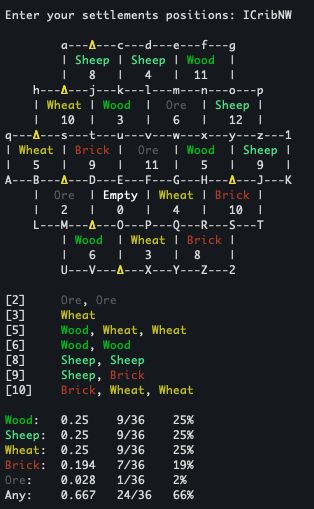 Enter your settlements positions: ICribNW
a---Δ---c---d---e---f---g
| Sheep | Sheep | Wood |
8 | 4 | 11
h---Δ---j---k---l---m---n---o---p
| Wheat | Wood | Ore | Sheep |
| 10 | 3 | 6 | 12 |
q---Δ---s---t---u---v---w---x---y---z---1
| Wheat | Brick | Ore | Wood | Sheep |
| 5 | 9 | 11 | 5 | 9 |
A---B---Δ---D---E---F---G---H---Δ---J---K
| Ore | Empty | Wheat | Brick |
| 2 | 0 | 4 | 10 |
L---M---Δ---O---P---Q---R---S---T
| Wood | Wheat | Brick |
| 6 | 3 | 8 |
U---V---Δ---X---Y---Z---2
[2] Ore, Ore
[3] Wheat
[5] Wood, Wheat, Wheat
[6] Wood, Wood
[8] Sheep, Sheep
[9] Sheep, Brick
[10] Brick, Wheat, Wheat
Wood: 0.25 9/36 25%
Sheep: 0.25 9/36 25%
Wheat: 0.25 9/36 25%
Brick: 0.194 7/36 19%
Ore: 0.028 1/36 2%
Any: 0.667 24/36 66%